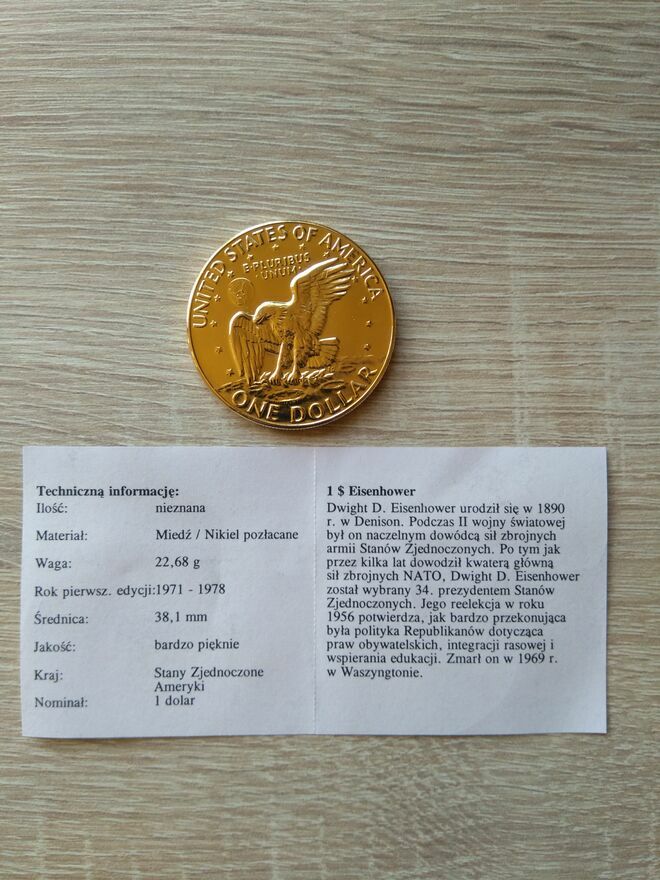 UNITED STATES OF AMERICA
E·PLURIBUS
UNUM
ONE DOLLAR
Techniczną informację:
Ilość: nieznana
Materiał: Miedź / Nikiel pozłacane
Waga: 22,68 g
Rok pierwsz. edycji:1971 - 1978
Średnica: 38,1 mm
Jakość: bardzo pięknie
Kraj: Stany Zjednoczone
Ameryki
Nominał: 1 dolar
1 $ Eisenhower
Dwight D. Eisenhower urodził się w 1890
r. w Denison. Podczas II wojny światowej
był on naczelnym dowódcą sił zbrojnych
armii Stanów Zjednoczonych. Po tym jak
przez kilka lat dowodził kwaterą główną
sił zbrojnych NATO, Dwight D. Eisenhower
został wybrany 34. prezydentem Stanów
Zjednoczonych. Jego reelekcja w roku
1956 potwierdza, jak bardzo przekonująca
była polityka Republikanów dotycząca
praw obywatelskich, integracji rasowej i
wspierania edukacji. Zmarł on w 1969 r.
w Waszyngtonie.